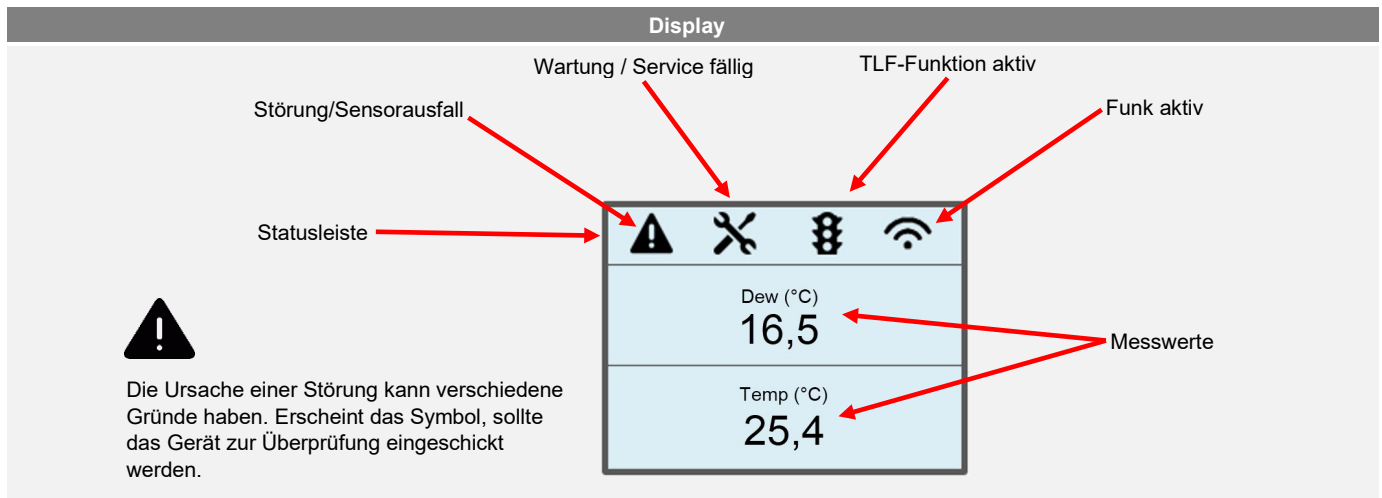 Display
Wartung / Service fällig
TLF-Funktion aktiv
Störung/Sensorausfall
Funk aktiv
Statusleiste
Dew (°C)
16,5
Messwerte
Temp (°C)
25,4
Die Ursache einer Störung kann verschiedene
Gründe haben. Erscheint das Symbol, sollte
das Gerät zur Überprüfung eingeschickt
werden.